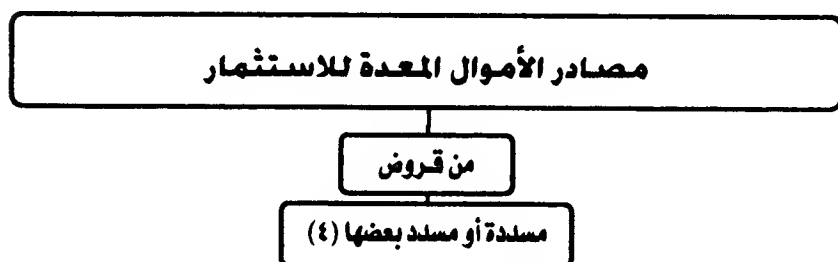 مصادر الأموال المعدة للاستثمار
من قروض
مسددة أو مسدد بعضها (٤)